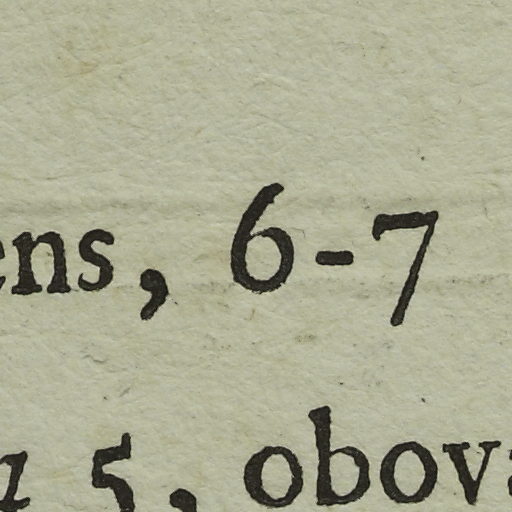 ens, 6-7
a 5, obova